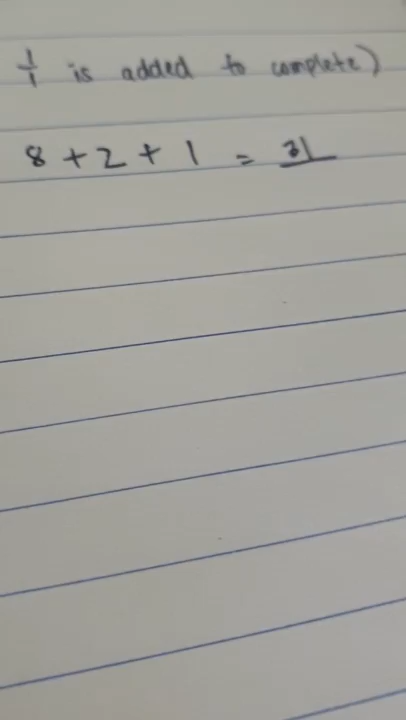 1/1 is added to complete)
8 + 2 + 1 = 31